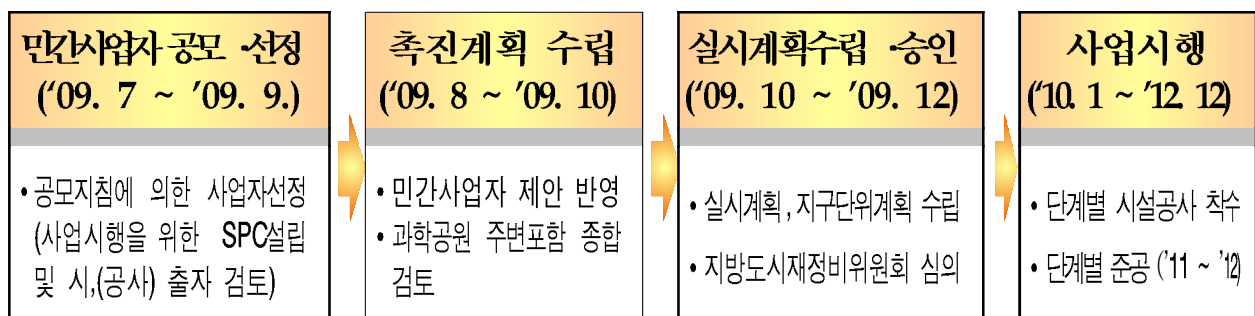 민간사업자 공모 ·선정
(‘09. 7 ~ ’09. 9.)
• 공모지침에 의한 사업자선정
(사업시행을 위한 SPC설립
및 시,(공사) 출자 검토)
촉진계획 수립
(‘09. 8 ~ ’09. 10)
• 민간사업자 제안 반영
• 과학공원 주변포함 종합
검토
실시계획수립 ·승인
(‘09. 10 ~ ’09. 12)
• 실시계획, 지구단위계획 수립
• 지방도시재정비위원회 심의
사업시행
(‘10. 1 ~ ’12. 12)
• 단계별 시설공사 착수
• 단계별 준공 (’11 ~ ’12)